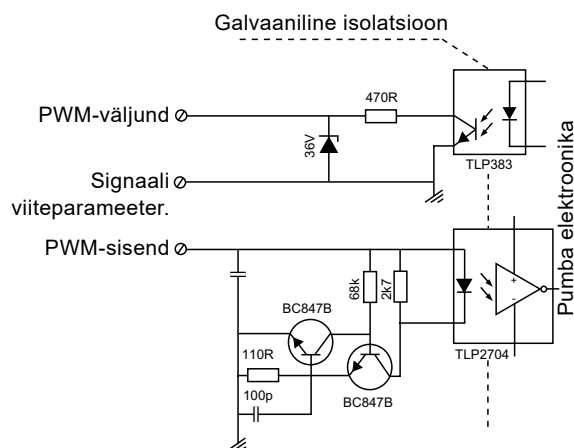 Galvaaniline isolatsioon
470R
PWM-väljund
36V
TLP383
Signaali
viiteparameeter.
PWM-sisend
68k
2k7
Pumba elektroonika
+
-
BC847B
110R
TLP2704
100p
BC847B